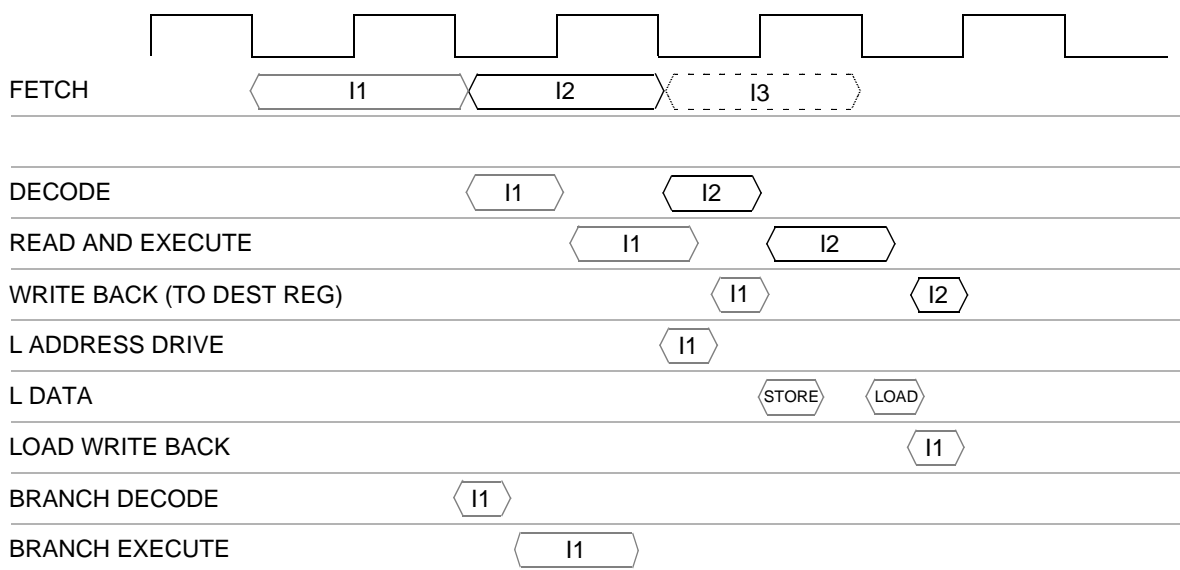 FETCH I1 I2 I3
DECODE I1 I2
READ AND EXECUTE I1 I2
WRITE BACK (TO DEST REG) I1 I2
L ADDRESS DRIVE I1
L DATA STORE LOAD
LOAD WRITE BACK I1
BRANCH DECODE I1
BRANCH EXECUTE I1